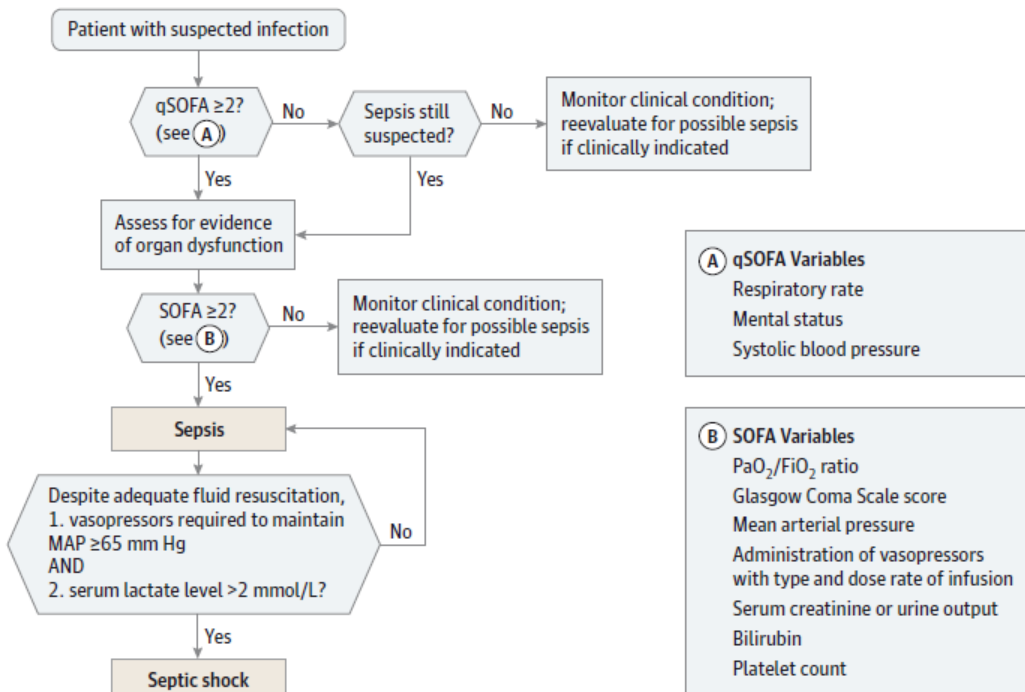 Patient with suspected infection
qSOFA ≥2?
(see A)
No
Sepsis still
suspected?
No
Monitor clinical condition;
reevaluate for possible sepsis
if clinically indicated
Yes
Yes
Assess for evidence
of organ dysfunction
SOFA ≥2?
(see B)
No
Monitor clinical condition;
reevaluate for possible sepsis
if clinically indicated
Yes
Sepsis
Despite adequate fluid resuscitation,
1. vasopressors required to maintain
MAP ≥65 mm Hg
AND
2. serum lactate level >2 mmol/L?
No
Yes
Septic shock
A qSOFA Variables
Respiratory rate
Mental status
Systolic blood pressure
B SOFA Variables
PaO₂/FiO₂ ratio
Glasgow Coma Scale score
Mean arterial pressure
Administration of vasopressors
with type and dose rate of infusion
Serum creatinine or urine output
Bilirubin
Platelet count